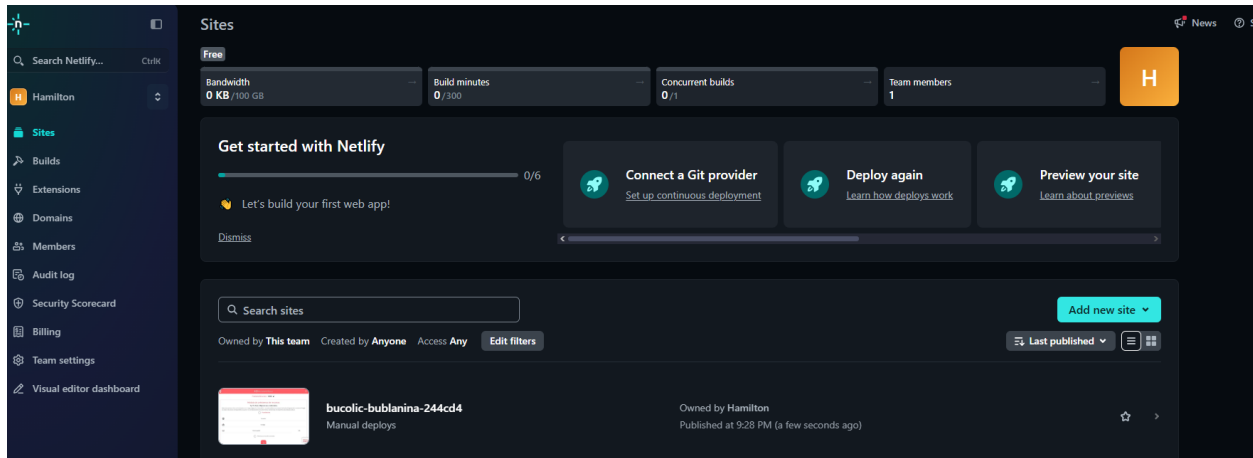 Sites
News
Search Netlify... CtrlK
Free
Bandwidth
0 KB/100 GB
Build minutes
0/300
Concurrent builds
0/1
Team members
1
H
H Hamilton
Sites
Builds
Extensions
Domains
Members
Audit log
Security Scorecard
Billing
Team settings
Visual editor dashboard
Get started with Netlify
0/6
Let's build your first web app!
Dismiss
Connect a Git provider
Set up continuous deployment
Deploy again
Learn how deploys work
Preview your site
Learn about previews
Search sites
Add new site
Owned by This team Created by Anyone Access Any Edit filters
Last published
bucolic-bublanina-244cd4
Manual deploys
Owned by Hamilton
Published at 9:28 PM (a few seconds ago)